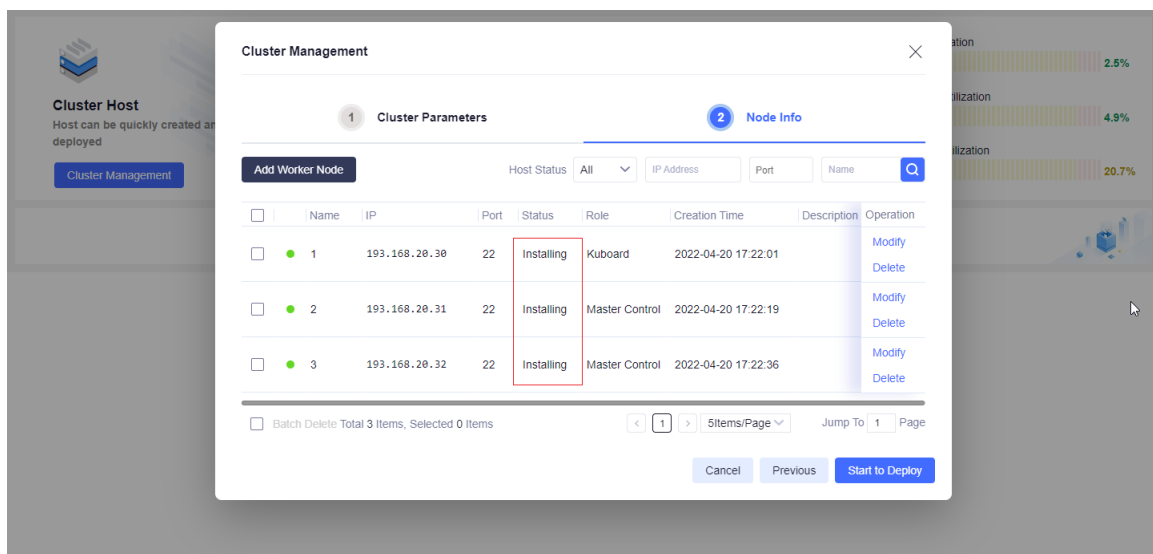 Cluster Management
ation
2.5%
Cluster Host
Host can be quickly created an
deployed
Cluster Management
1 Cluster Parameters
2 Node Info
tilization
4.9%
ilization
20.7%
Add Worker Node Host Status All IP Address Port Name
Name IP Port Status Role Creation Time Description Operation
1 193.168.20.30 22 Installing Kuboard 2022-04-20 17:22:01 Modify
Delete
2 193.168.20.31 22 Installing Master Control 2022-04-20 17:22:19 Modify
Delete
3 193.168.20.32 22 Installing Master Control 2022-04-20 17:22:36 Modify
Delete
Batch Delete Total 3 Items, Selected 0 Items < 1 > 5Items/Page Jump To 1 Page
Cancel Previous Start to Deploy